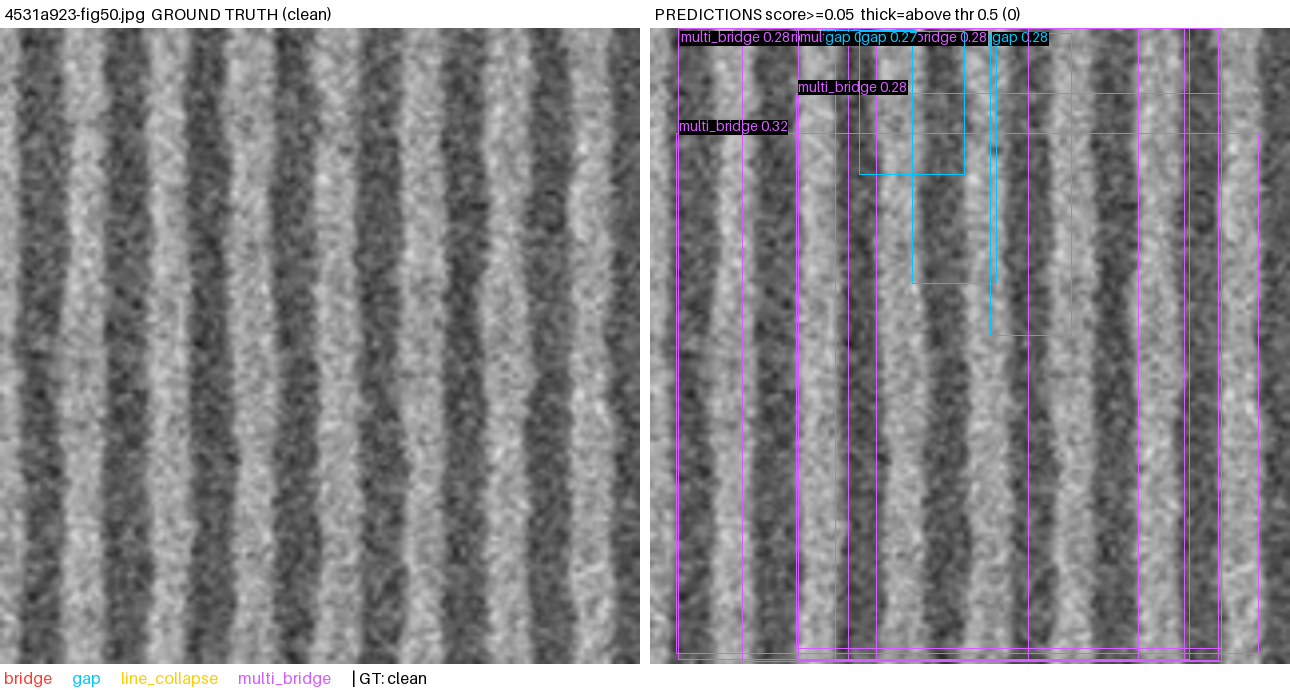 4531a923-fig50.jpg  GROUND TRUTH (clean)
PREDICTIONS score>=0.05  thick=above thr 0.5 (0)
multi_bridge 0.28
gap 0.27
bridge 0.28
gap 0.28
multi_bridge 0.28
multi_bridge 0.32
bridge gap line_collapse multi_bridge | GT: clean